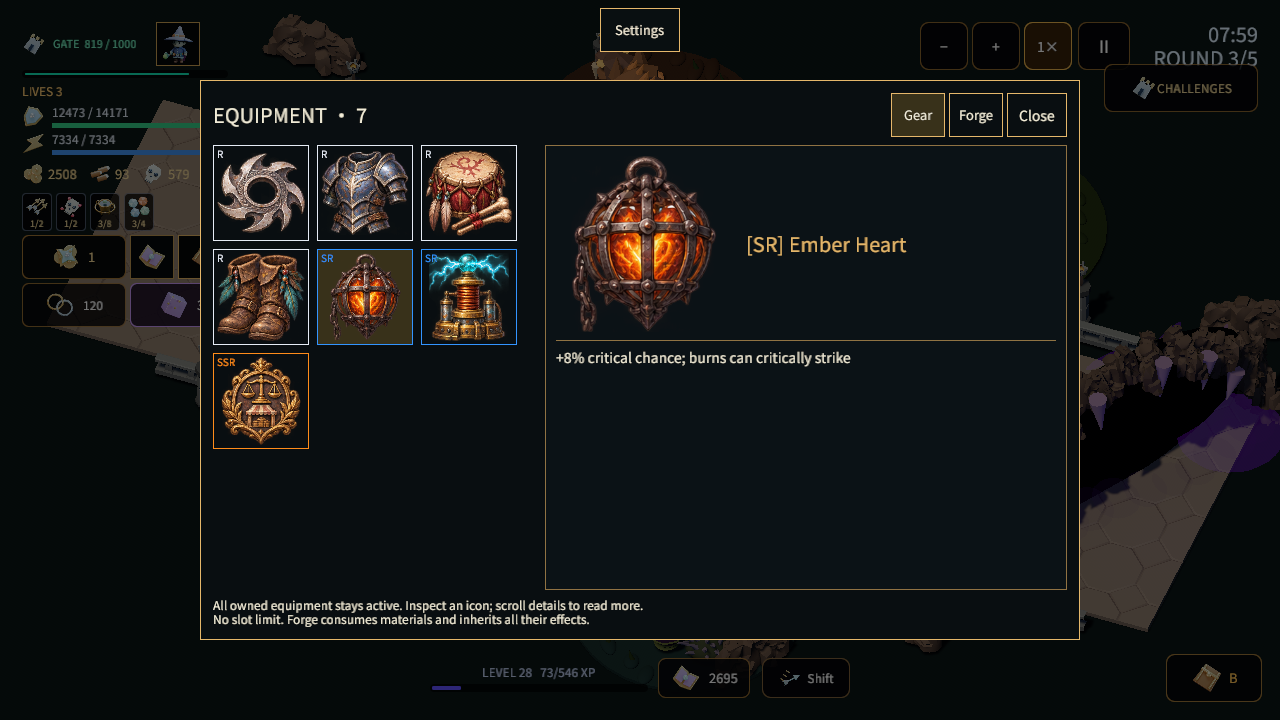 Settings
GATE 819 / 1000
LIVES 3
12473 / 14171
7334 / 7334
2508
93
579
1/2
1/2
3/8
3/4
1
120
−
+
1×
07:59
ROUND 3/5
CHALLENGES
EQUIPMENT • 7
Gear
Forge
Close
R
R
R
R
SR
SR
SSR
[SR] Ember Heart
+8% critical chance; burns can critically strike
All owned equipment stays active. Inspect an icon; scroll details to read more.
No slot limit. Forge consumes materials and inherits all their effects.
LEVEL 28 73/546 XP
2695
Shift
B